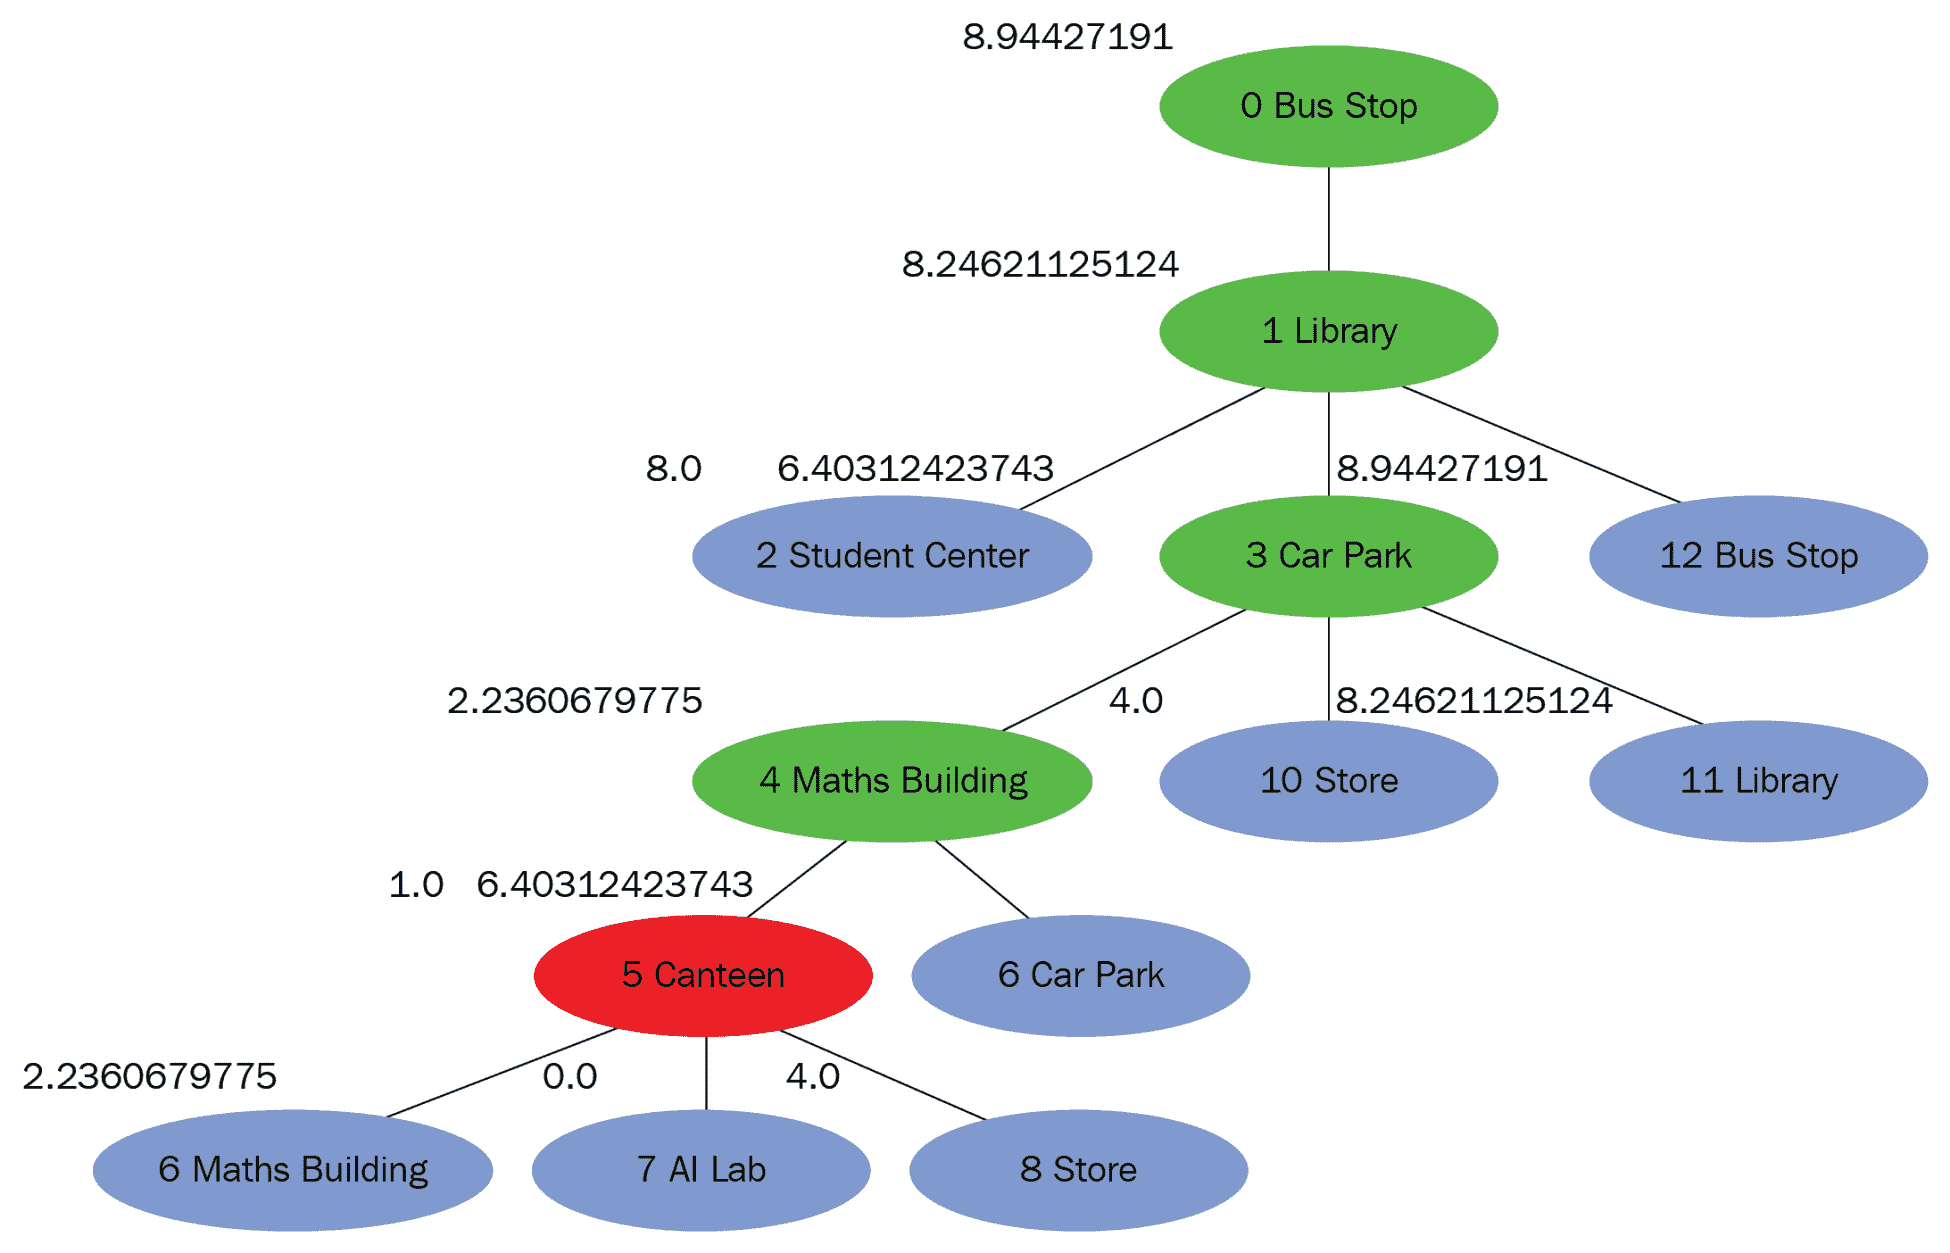 8.94427191
0 Bus Stop
8.24621125124
1 Library
8.0 6.40312423743 8.94427191
2 Student Center 3 Car Park 12 Bus Stop
2.2360679775 4.0 8.24621125124
4 Maths Building 10 Store 11 Library
1.0 6.40312423743
5 Canteen 6 Car Park
2.2360679775 0.0 4.0
6 Maths Building 7 AI Lab 8 Store